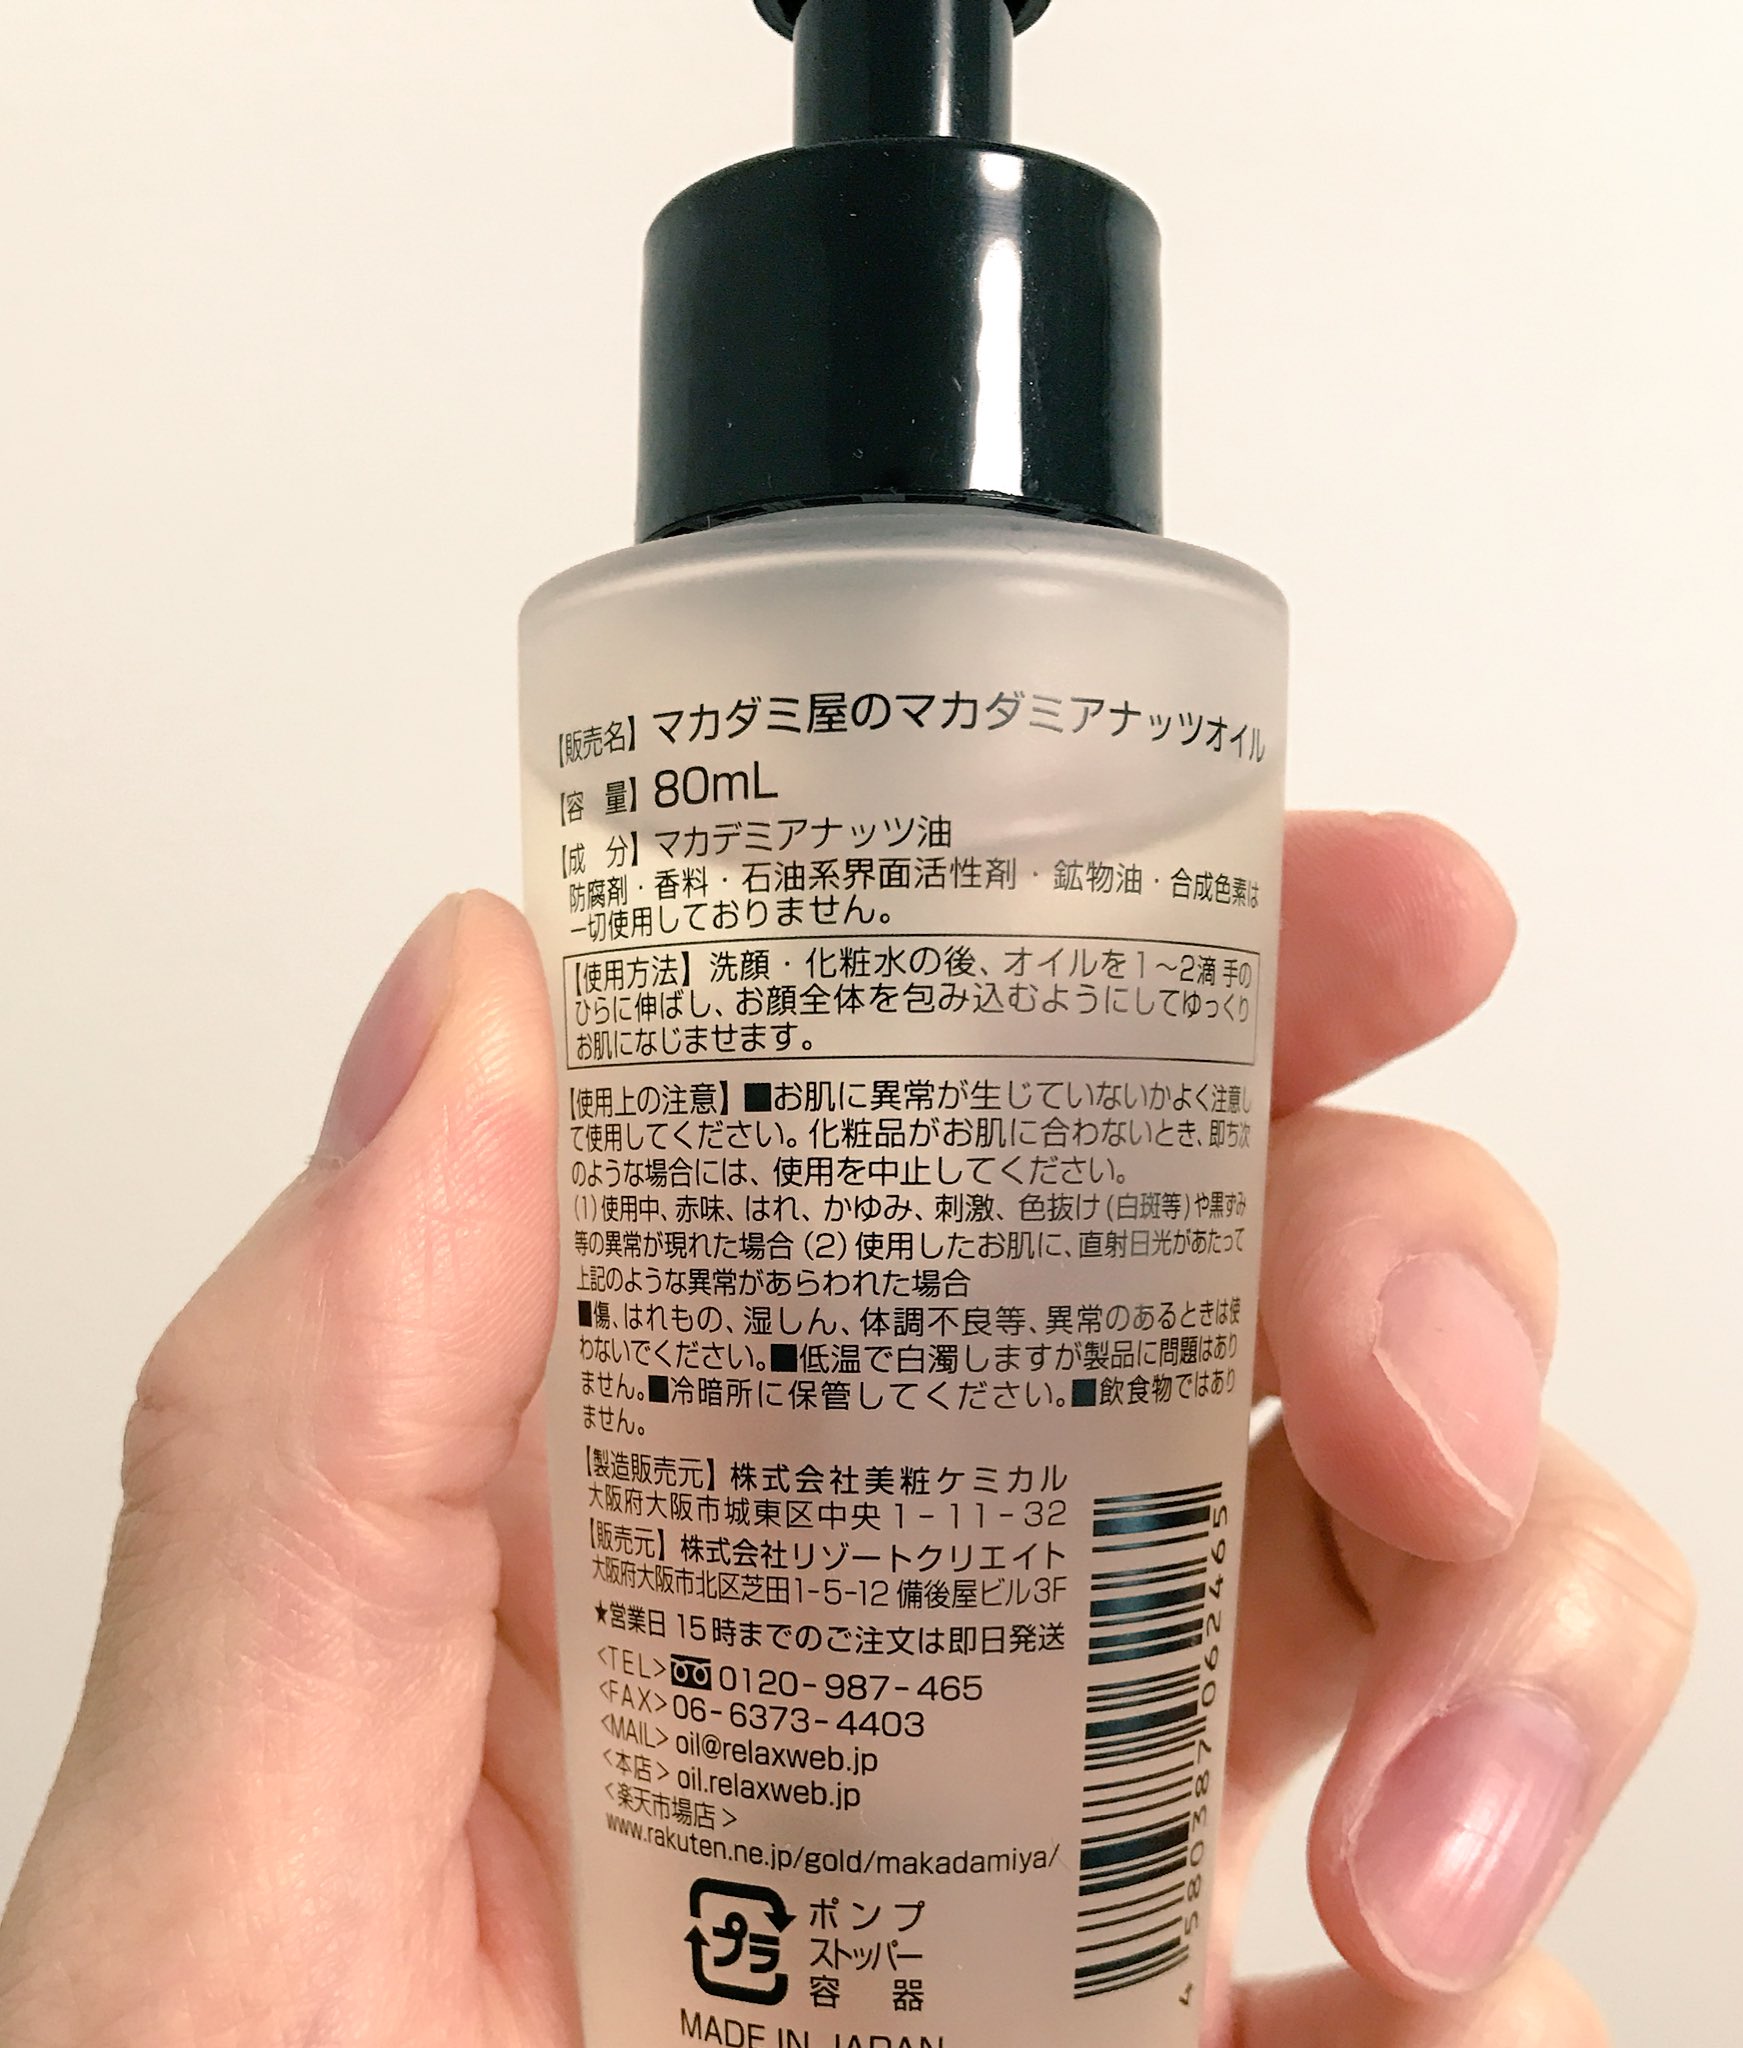 【販売名】マカダミ屋のマカダミアナッツオイル
【容　量】80mL
【成　分】マカデミアナッツ油
防腐剤・香料・石油系界面活性剤・鉱物油・合成色素は
一切使用しておりません。
【使用方法】洗顔・化粧水の後、オイルを1～2滴 手の
ひらに伸ばし、お顔全体を包み込むようにしてゆっくり
お肌になじませます。
【使用上の注意】■お肌に異常が生じていないかよく注意し
て使用してください。化粧品がお肌に合わないとき、即ち次
のような場合には、使用を中止してください。
(1)使用中、赤味、はれ、かゆみ、刺激、色抜け(白斑等)や黒ずみ
等の異常が現れた場合(2)使用したお肌に、直射日光があたって
上記のような異常があらわれた場合
■傷、はれもの、湿しん、体調不良等、異常のあるときは使
わないでください。■低温で白濁しますが製品に問題はあり
ません。■冷暗所に保管してください。■飲食物ではあり
ません。
【製造販売元】株式会社美粧ケミカル
大阪府大阪市城東区中央1-11-32
【販売元】株式会社リゾートクリエイト
大阪府大阪市北区芝田1-5-12 備後屋ビル3F
★営業日15時までのご注文は即日発送
<TEL>0120-987-465
<FAX>06-6373-4403
<MAIL>oil@relaxweb.jp
<本店>oil.relaxweb.jp
<楽天市場店>
www.rakuten.ne.jp/gold/makadamiya/
プラ
ポンプ
ストッパー
容器
MADE IN JAPAN
4 580387 062465